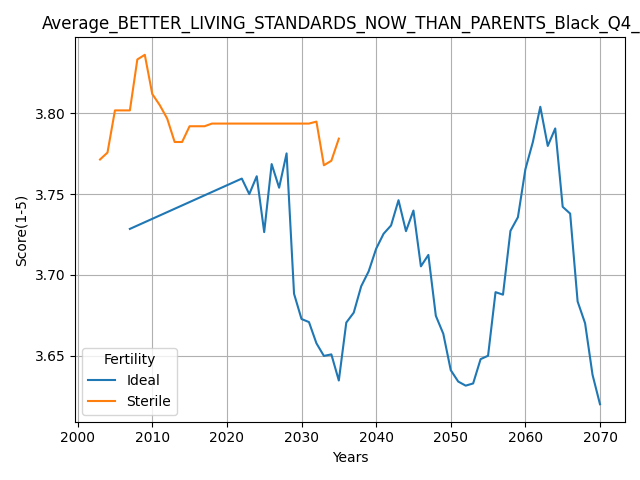 Average_BETTER_LIVING_STANDARDS_NOW_THAN_PARENTS_Black_Q4_
Score(1-5)
3.80
3.75
3.70
3.65
Fertility
Ideal
Sterile
2000 2010 2020 2030 2040 2050 2060 2070
Years